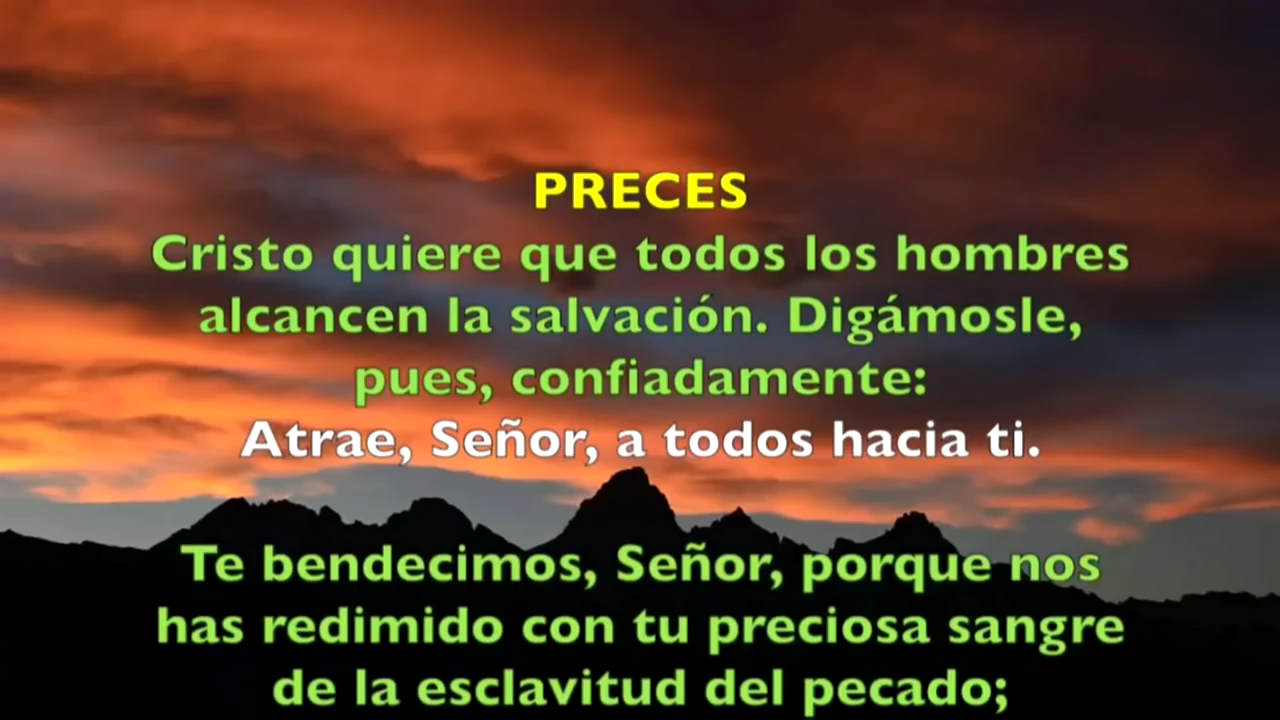 PRECES
Cristo quiere que todos los hombres
alcancen la salvación. Digámosle,
pues, confiadamente:
Atrae, Señor, a todos hacia ti.
Te bendecimos, Señor, porque nos
has redimido con tu preciosa sangre
de la esclavitud del pecado;